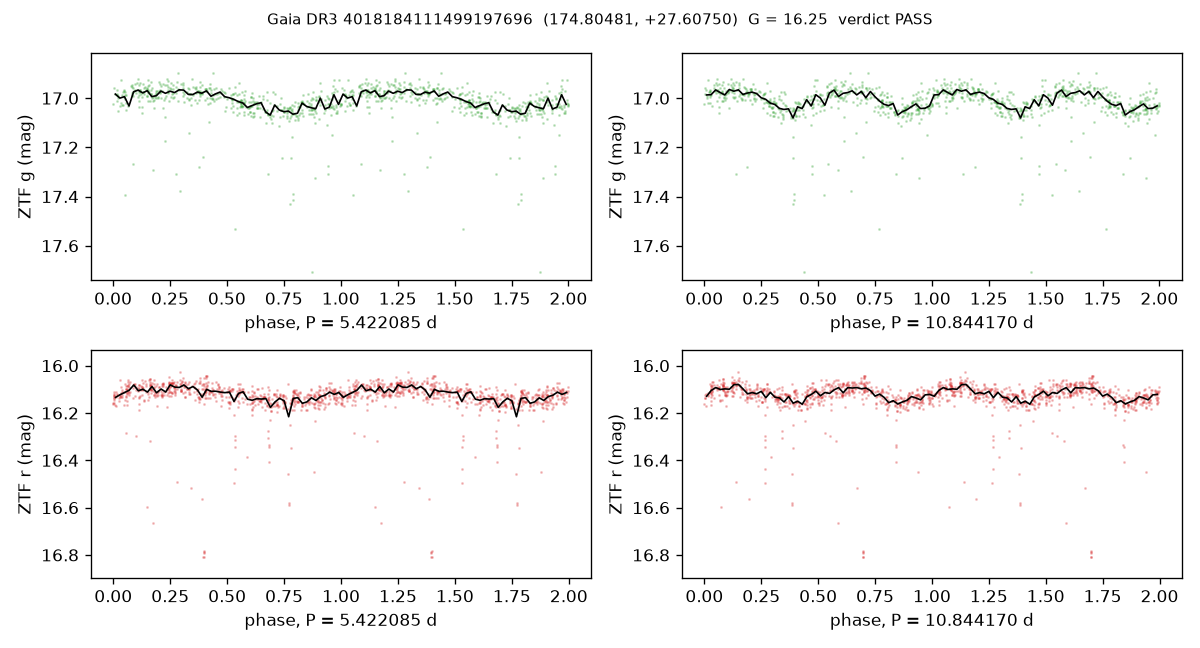 Gaia DR3 4018184111499197696 (174.80481, +27.60750) G = 16.25 verdict PASS
ZTF g (mag)
17.0
17.2
17.4
17.6
0.00 0.25 0.50 0.75 1.00 1.25 1.50 1.75 2.00
phase, P = 5.422085 d
ZTF g (mag)
17.0
17.2
17.4
17.6
0.00 0.25 0.50 0.75 1.00 1.25 1.50 1.75 2.00
phase, P = 10.844170 d
ZTF r (mag)
16.0
16.2
16.4
16.6
16.8
0.00 0.25 0.50 0.75 1.00 1.25 1.50 1.75 2.00
phase, P = 5.422085 d
ZTF r (mag)
16.0
16.2
16.4
16.6
16.8
0.00 0.25 0.50 0.75 1.00 1.25 1.50 1.75 2.00
phase, P = 10.844170 d